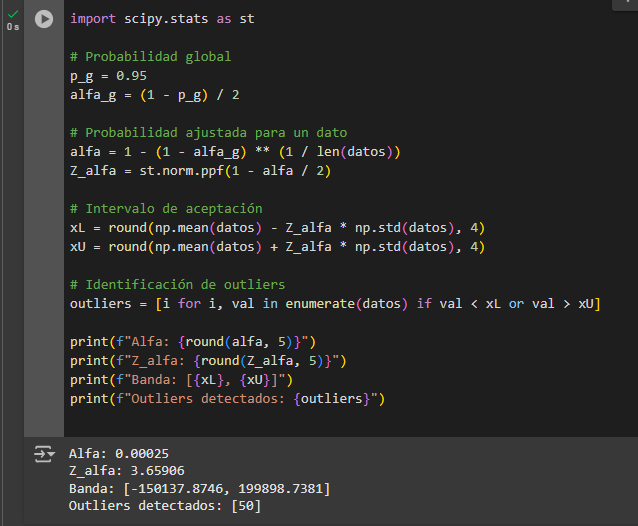 0 s
import scipy.stats as st
# Probabilidad global
p_g = 0.95
alfa_g = (1 - p_g) / 2
# Probabilidad ajustada para un dato
alfa = 1 - (1 - alfa_g) ** (1 / len(datos))
Z_alfa = st.norm.ppf(1 - alfa / 2)
# Intervalo de aceptación
xL = round(np.mean(datos) - Z_alfa * np.std(datos), 4)
xU = round(np.mean(datos) + Z_alfa * np.std(datos), 4)
# Identificación de outliers
outliers = [i for i, val in enumerate(datos) if val < xL or val > xU]
print(f"Alfa: {round(alfa, 5)}")
print(f"Z_alfa: {round(Z_alfa, 5)}")
print(f"Banda: [{xL}, {xU}]")
print(f"Outliers detectados: {outliers}")
Alfa: 0.00025
Z_alfa: 3.65906
Banda: [-150137.8746, 199898.7381]
Outliers detectados: [50]